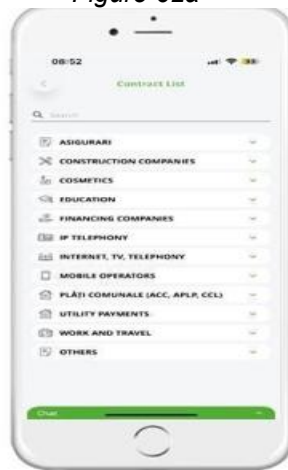 Figure 32a
08:52
Contract List
Search
ASIGURARI
CONSTRUCTION COMPANIES
COSMETICS
EDUCATION
FINANCING COMPANIES
IP TELEPHONY
INTERNET, TV, TELEPHONY
MOBILE OPERATORS
PLĂȚI COMUNALE (ACC, APLP, CCL)
UTILITY PAYMENTS
WORK AND TRAVEL
OTHERS
Chat